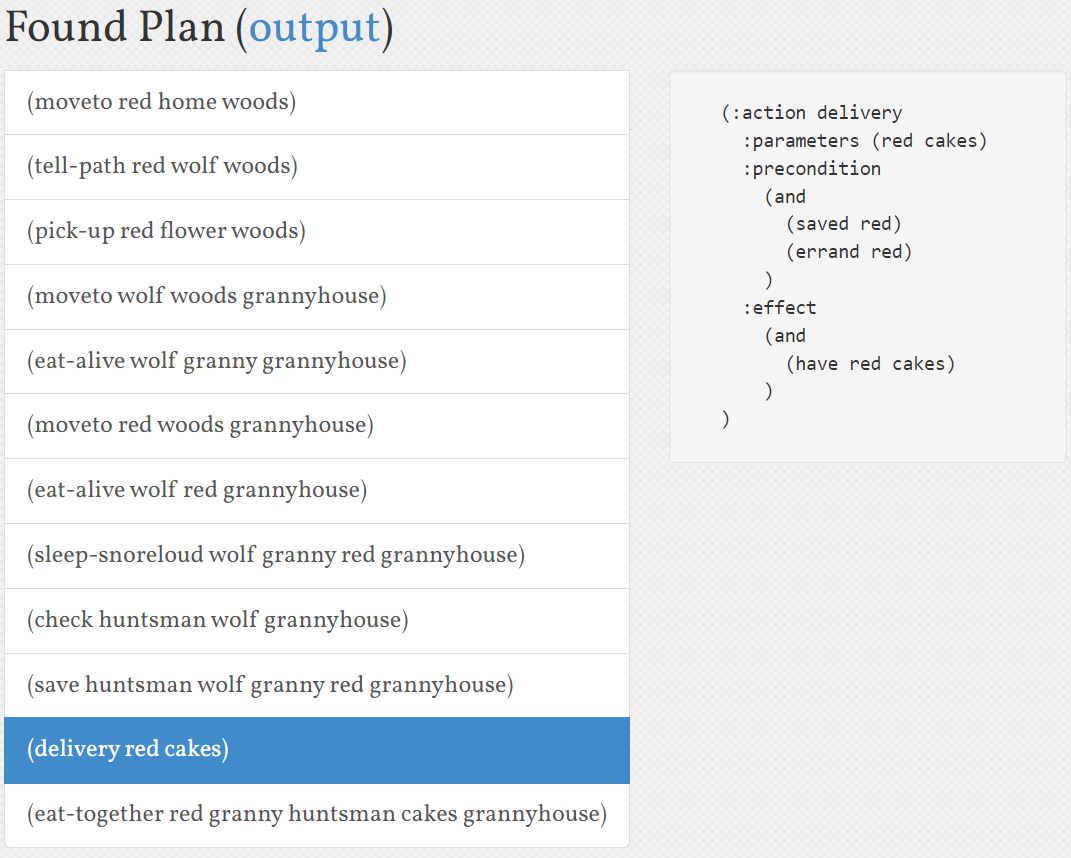 Found Plan (output)
(moveto red home woods)
(tell-path red wolf woods)
(pick-up red flower woods)
(moveto wolf woods grannyhouse)
(eat-alive wolf granny grannyhouse)
(moveto red woods grannyhouse)
(eat-alive wolf red grannyhouse)
(sleep-snoreloud wolf granny red grannyhouse)
(check huntsman wolf grannyhouse)
(save huntsman wolf granny red grannyhouse)
(delivery red cakes)
(eat-together red granny huntsman cakes grannyhouse)
(:action delivery
:parameters (red cakes)
:precondition
(and
(saved red)
(errand red)
)
:effect
(and
(have red cakes)
)
)